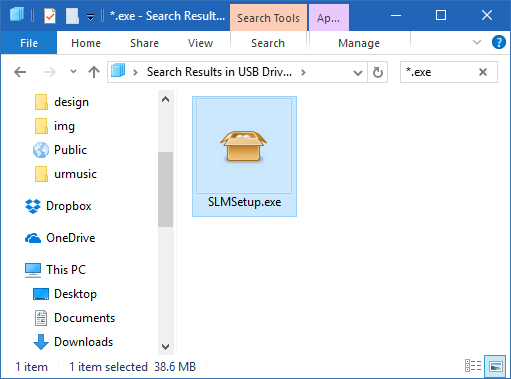 *.exe - Search Result...
Search Tools
Ap...
File
Home
Share
View
Search
Manage
Search Results in USB Driv...
*.exe
design
img
Public
urmusic
Dropbox
OneDrive
This PC
Desktop
Documents
Downloads
SLMSetup.exe
1 item
1 item selected 38.6 MB